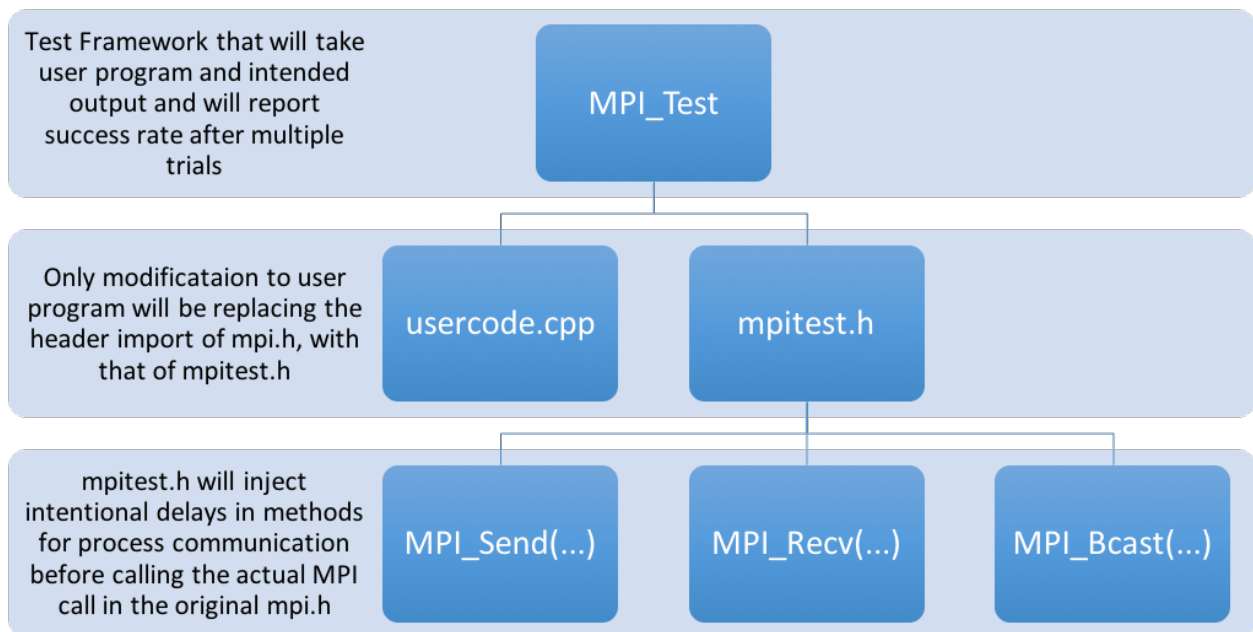 Test Framework that will take
user program and intended
output and will report
success rate after multiple
trials
MPI_Test
Only modificataion to user
program will be replacing the
header import of mpi.h, with
that of mpitest.h
usercode.cpp
mpitest.h
mpitest.h will inject
intentional delays in methods
for process communication
before calling the actual MPI
call in the original mpi.h
MPI_Send(...)
MPI_Recv(...)
MPI_Bcast(...)